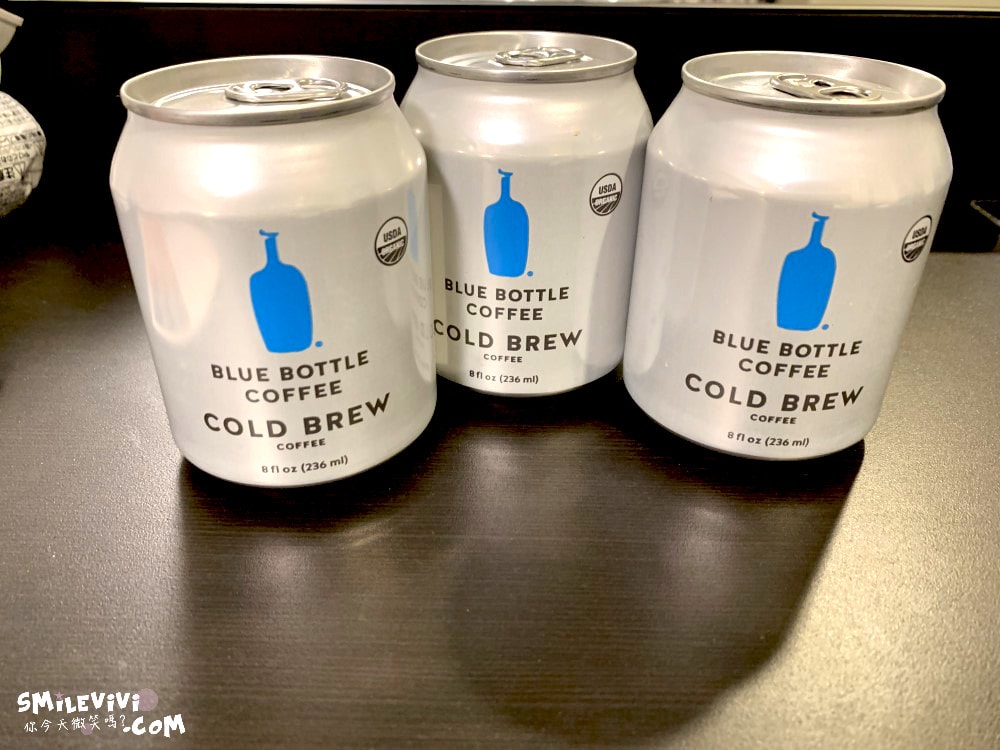 USDA
ORGANIC
BLUE BOTTLE
COFFEE
COLD BREW
COFFEE
8 fl oz (236 ml)
USDA
ORGANIC
BLUE BOTTLE
COFFEE
COLD BREW
COFFEE
8 fl oz (236 ml)
USDA
ORGANIC
BLUE BOTTLE
COFFEE
COLD BREW
COFFEE
8 fl oz (236 ml)
SMILEVIVI
你今天微笑嗎?.COM